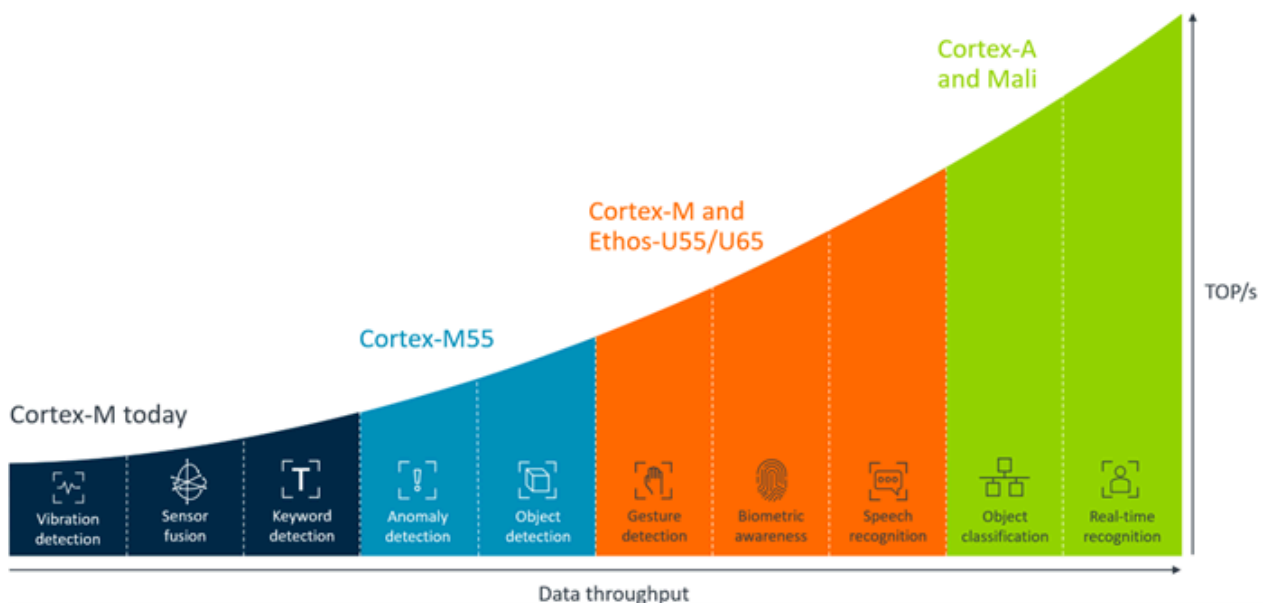 Cortex-A
and Mali
Cortex-M and
Ethos-U55/U65
TOP/s
Cortex-M55
Cortex-M today
T
Vibration
detection
Sensor
fusion
Keyword
detection
Anomaly
detection
Object
detection
Gesture
detection
Biometric
awareness
Speech
recognition
Object
classification
Real-time
recognition
Data throughput